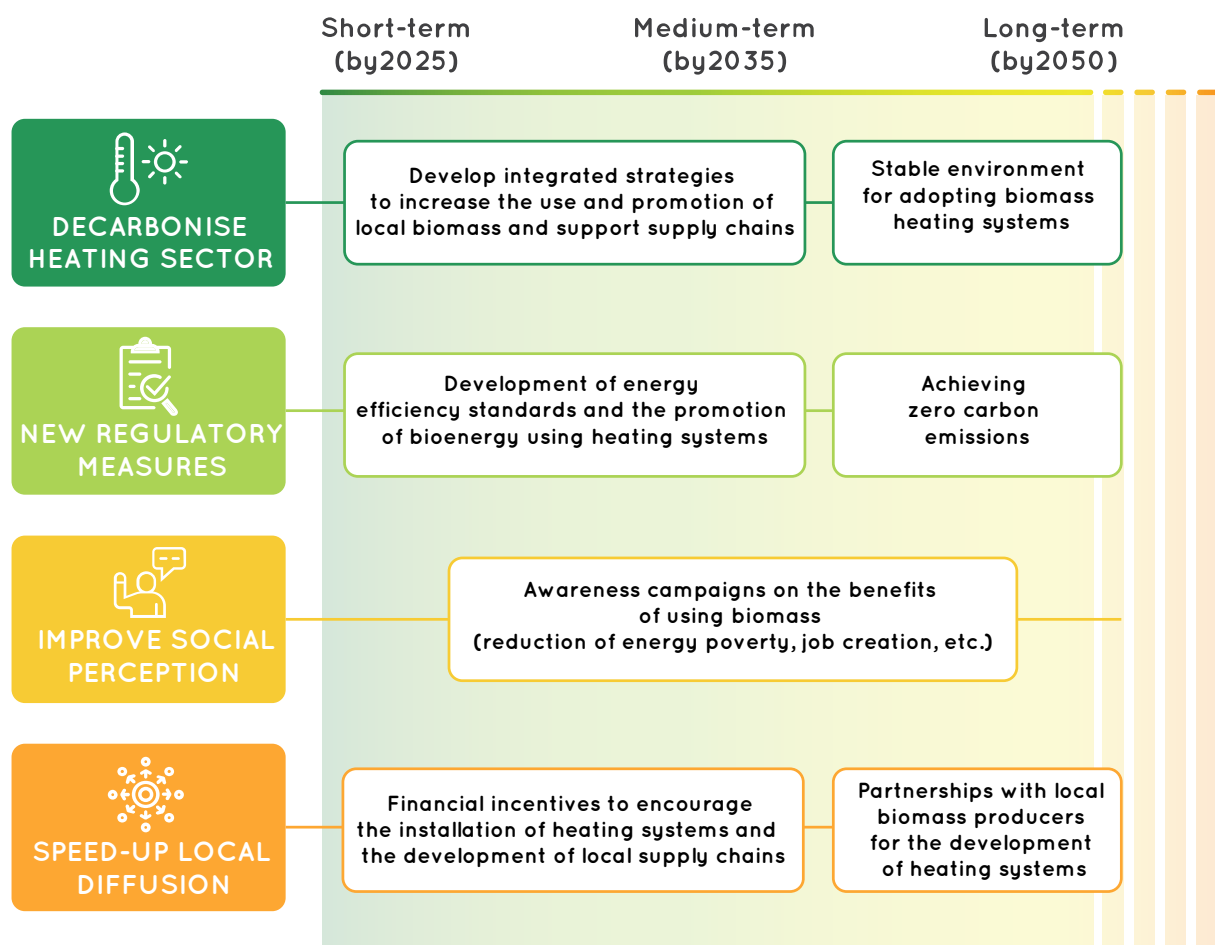 Short-term
(by2025)
Medium-term
(by2035)
Long-term
(by2050)
DECARBONISE
HEATING SECTOR
Develop integrated strategies
to increase the use and promotion of
local biomass and support supply chains
Stable environment
for adopting biomass
heating systems
NEW REGULATORY
MEASURES
Development of energy
efficiency standards and the promotion
of bioenergy using heating systems
Achieving
zero carbon
emissions
IMPROVE SOCIAL
PERCEPTION
Awareness campaigns on the benefits
of using biomass
(reduction of energy poverty, job creation, etc.)
SPEED-UP LOCAL
DIFFUSION
Financial incentives to encourage
the installation of heating systems and
the development of local supply chains
Partnerships with local
biomass producers
for the development
of heating systems